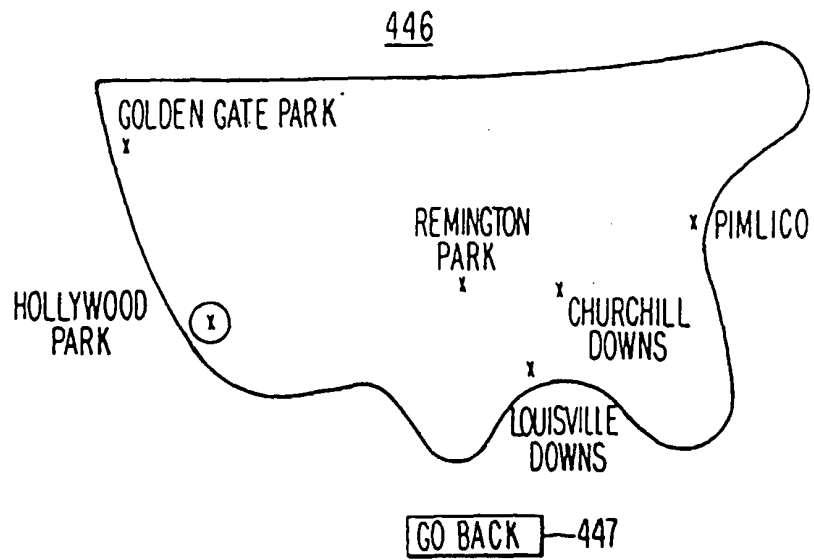 446
GOLDEN GATE PARK
REMINGTON
PARK
PIMLICO
HOLLYWOOD
PARK
CHURCHILL
DOWNS
LOUISVILLE
DOWNS
GO BACK 447